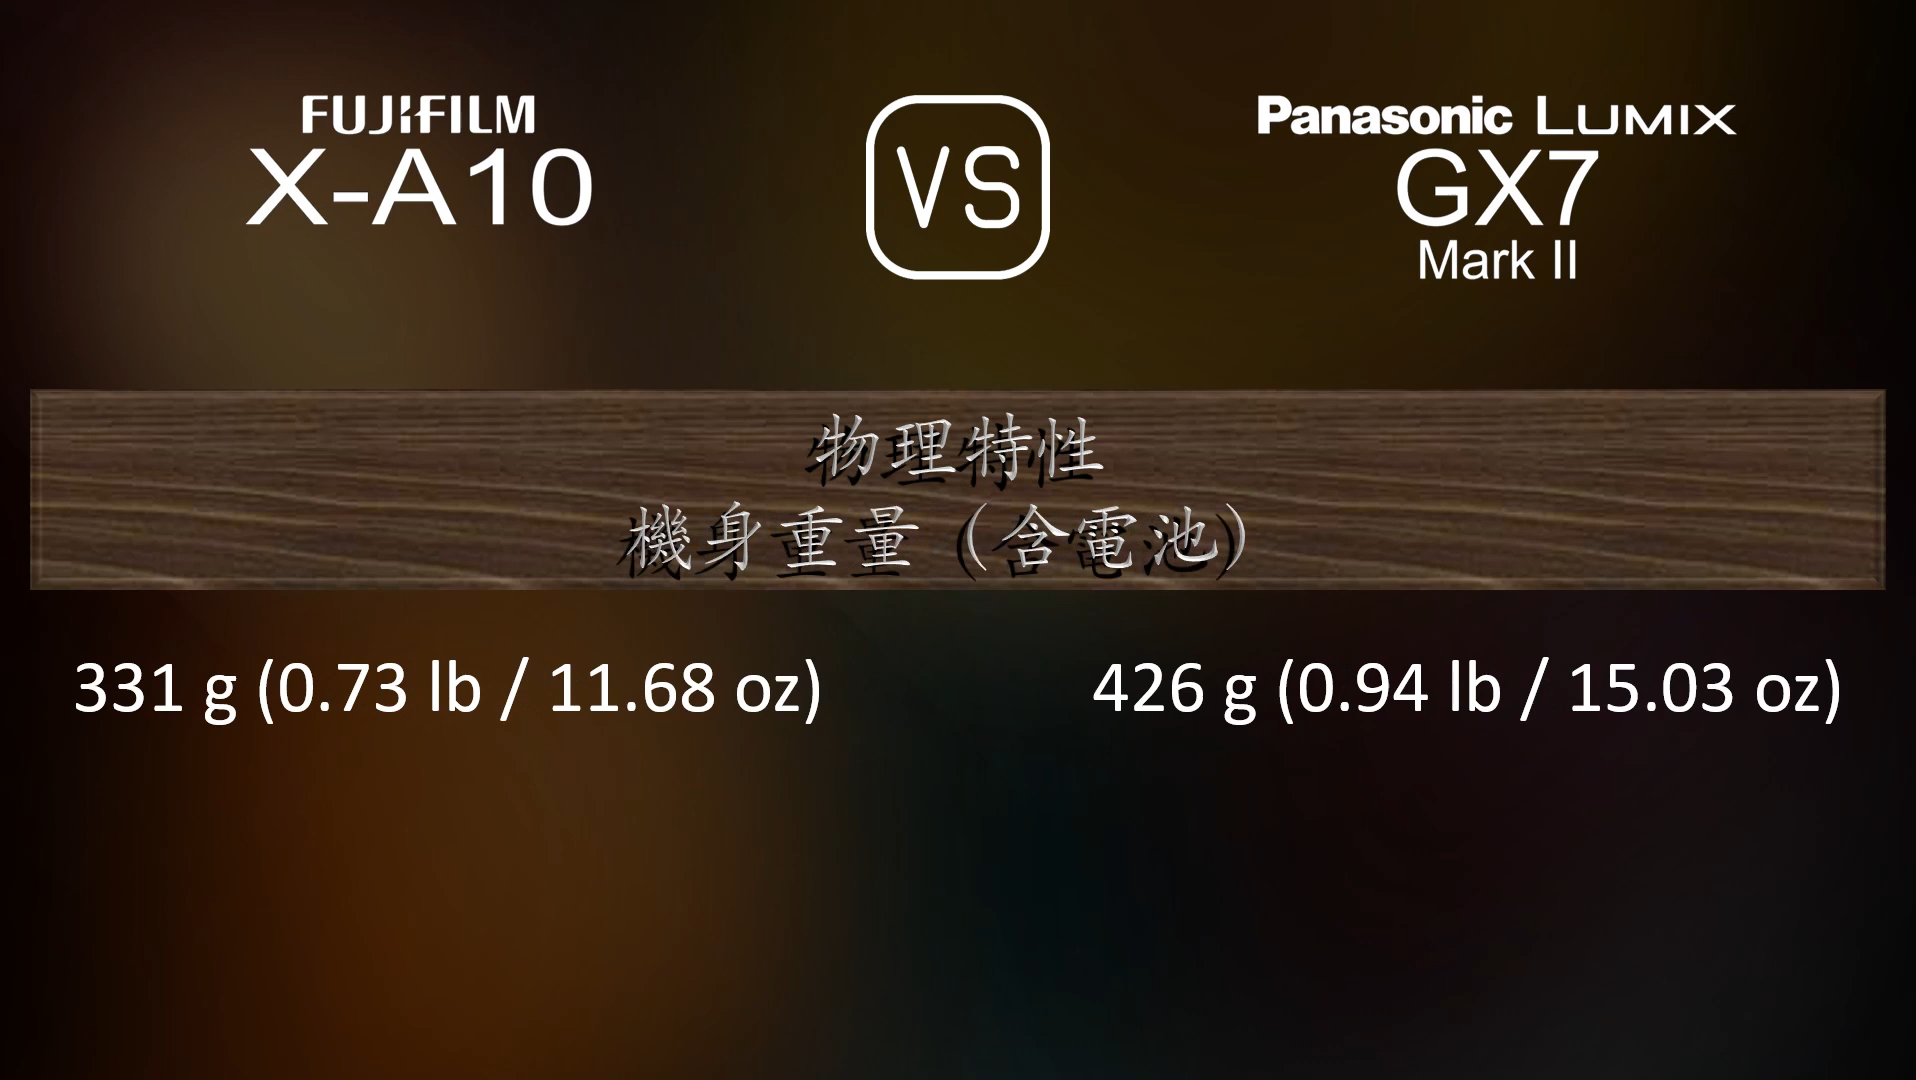 FUJIFILM
X-A10
VS
Panasonic LUMIX
GX7
Mark II
物理特性
機身重量 (含電池)
331 g (0.73 lb / 11.68 oz)
426 g (0.94 lb / 15.03 oz)